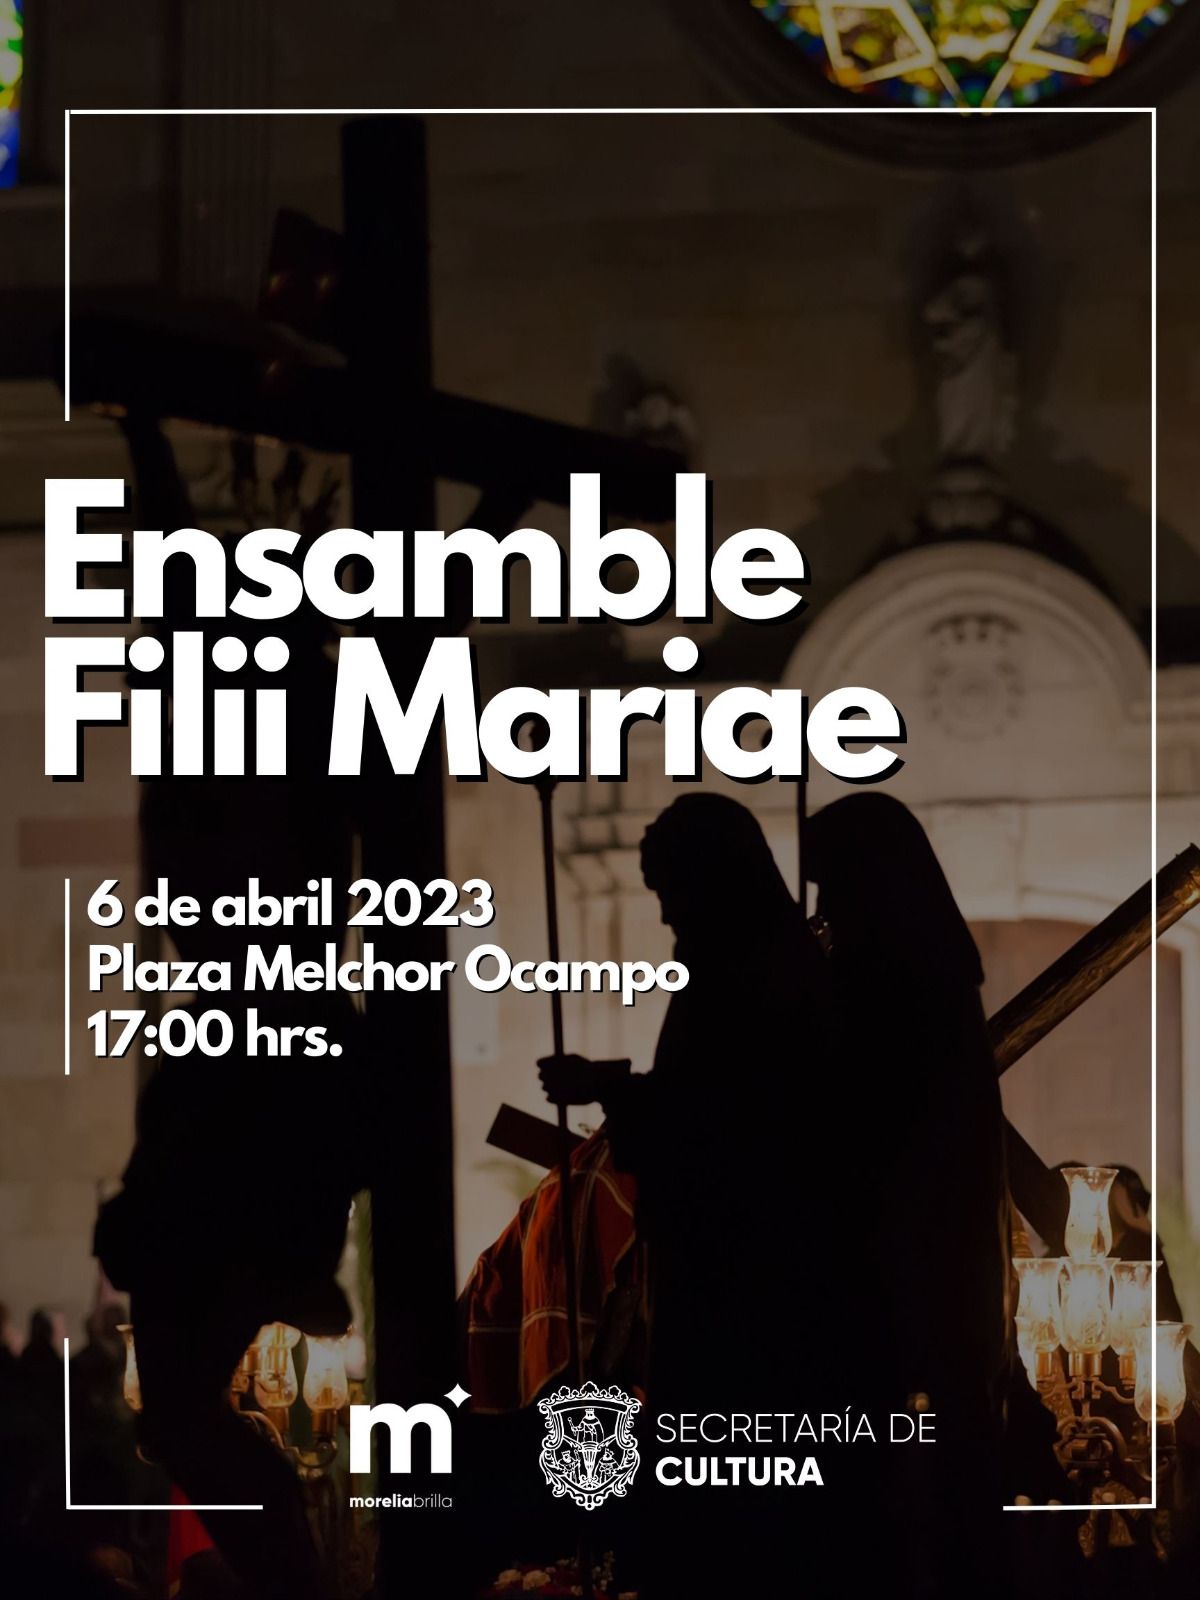 Ensamble
Filii Mariae
6 de abril 2023
Plaza Melchor Ocampo
17:00 hrs.
m
moreliabrilla
SECRETARÍA DE
CULTURA